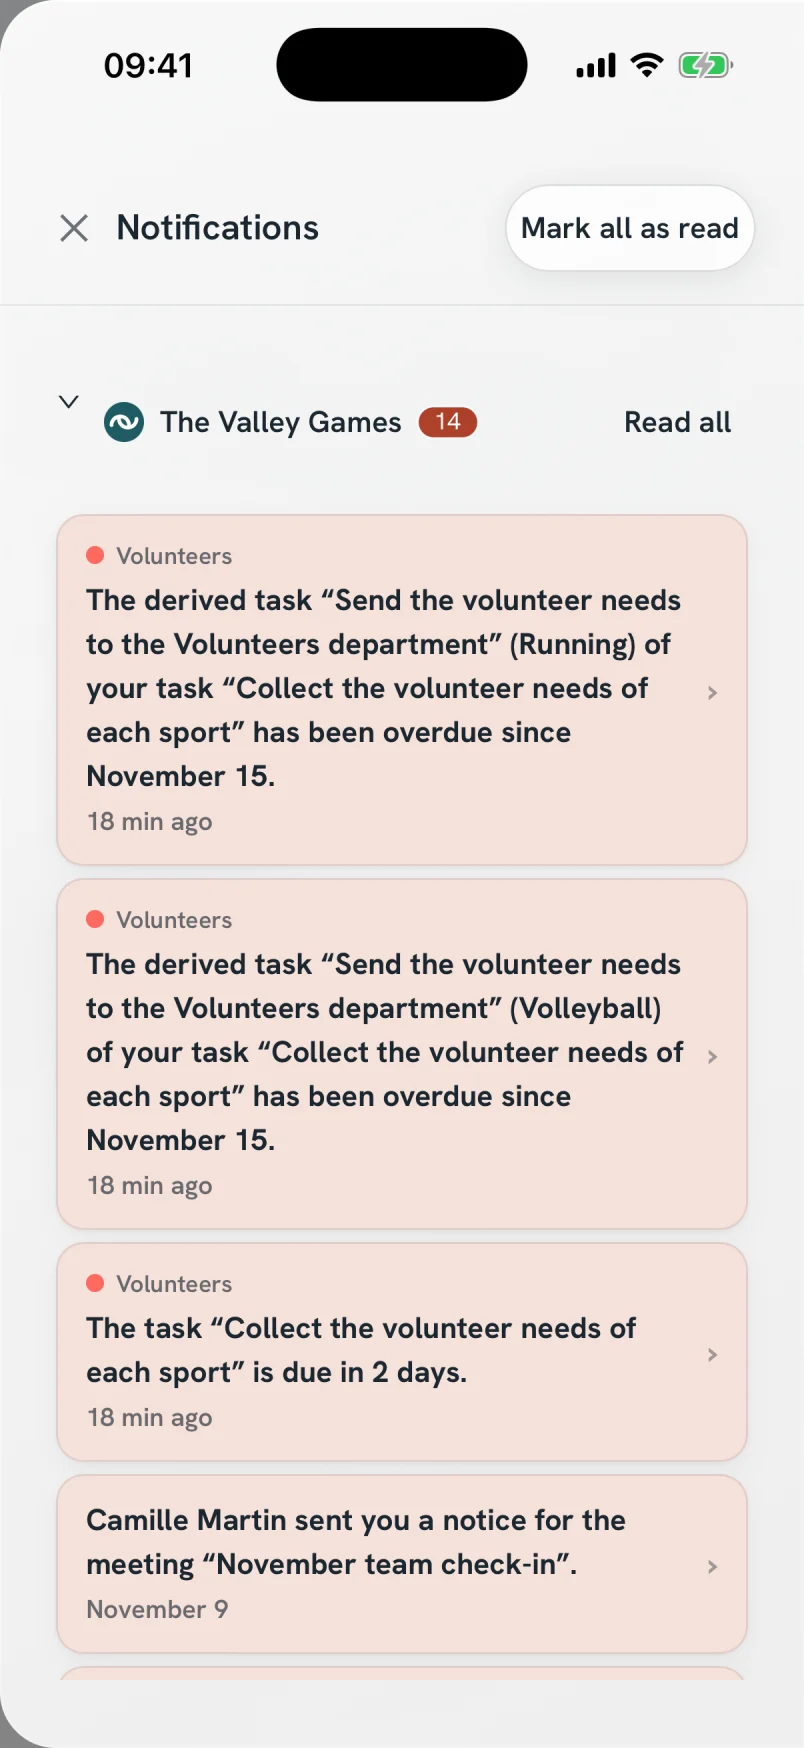 09:41
Notifications
Mark all as read
The Valley Games 14
Read all
Volunteers
The derived task “Send the volunteer needs
to the Volunteers department” (Running) of
your task “Collect the volunteer needs of
each sport” has been overdue since
November 15.
18 min ago
Volunteers
The derived task “Send the volunteer needs
to the Volunteers department” (Volleyball)
of your task “Collect the volunteer needs of
each sport” has been overdue since
November 15.
18 min ago
Volunteers
The task “Collect the volunteer needs of
each sport” is due in 2 days.
18 min ago
Camille Martin sent you a notice for the
meeting “November team check-in”.
November 9